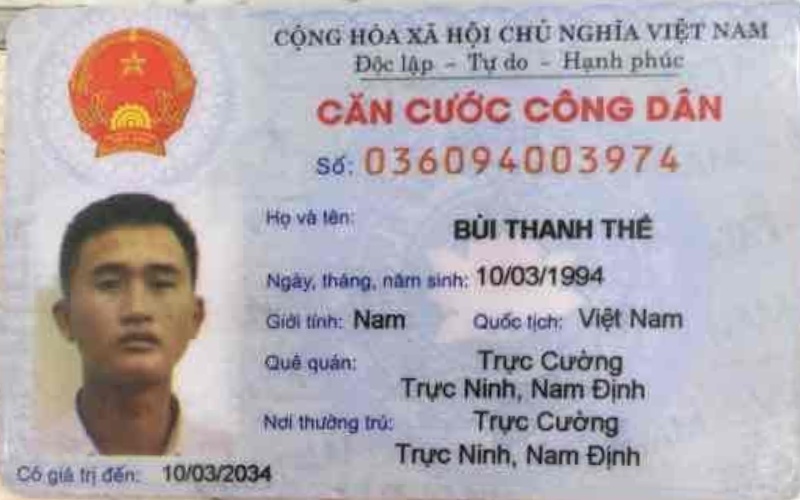 CỘNG HÒA XÃ HỘI CHỦ NGHĨA VIỆT NAM
Độc lập - Tự do - Hạnh phúc
CĂN CƯỚC CÔNG DÂN
Số: 036094003974
Họ và tên: BÙI THANH THẾ
Ngày, tháng, năm sinh: 10/03/1994
Giới tính: Nam Quốc tịch: Việt Nam
Quê quán: Trực Cường
Trực Ninh, Nam Định
Nơi thường trú: Trực Cường
Trực Ninh, Nam Định
Có giá trị đến: 10/03/2034